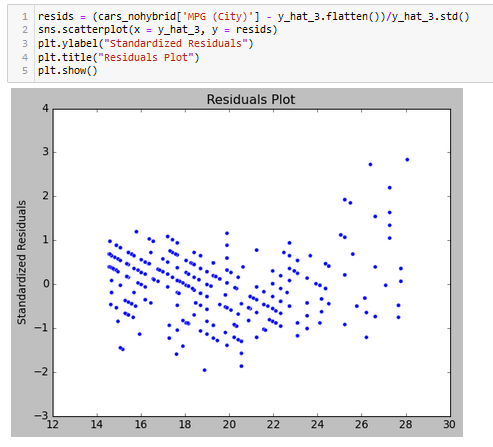 1 resids = (cars_nohybrid['MPG (City)'] - y_hat_3.flatten())/y_hat_3.std()
2 sns.scatterplot(x = y_hat_3, y = resids)
3 plt.ylabel("Standardized Residuals")
4 plt.title("Residuals Plot")
5 plt.show()
Residuals Plot
Standardized Residuals
4
3
2
1
0
−1
−2
−3
12 14 16 18 20 22 24 26 28 30